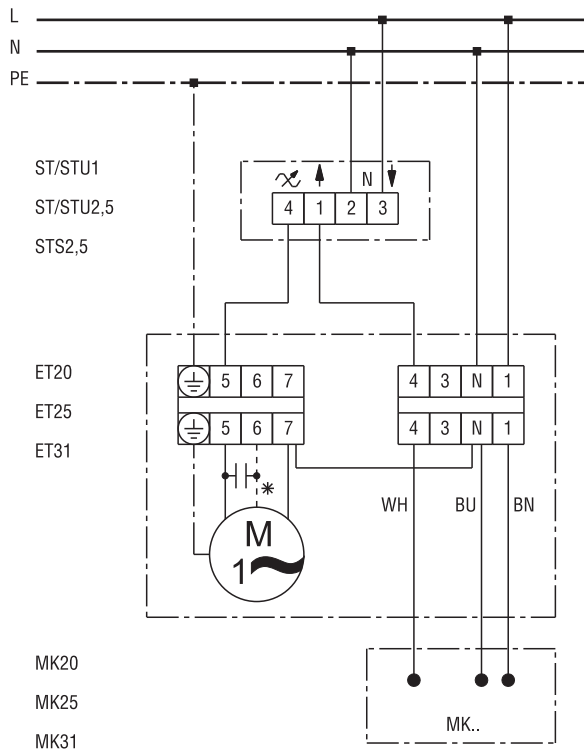 L
N
PE
ST/STU1
ST/STU2,5
STS2,5
N
4 1 2 3
ET20
ET25
ET31
5 6 7
4 3 N 1
5 6 7
4 3 N 1
*
WH BU BN
M
1
MK20
MK25
MK31
MK..